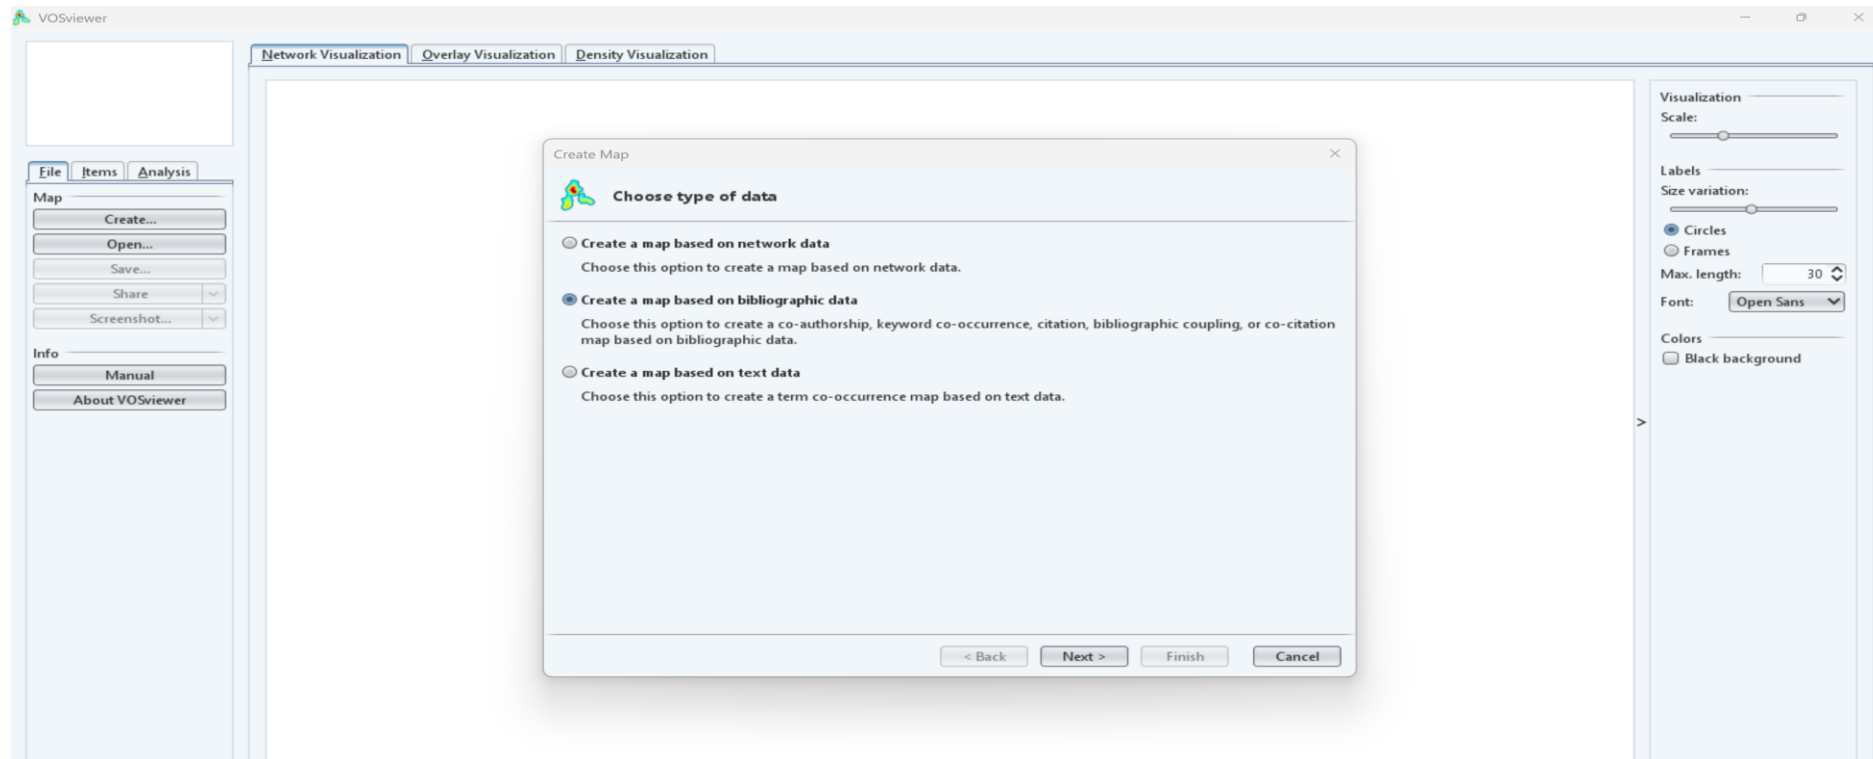 VOSviewer
Network Visualization Overlay Visualization Density Visualization
File Items Analysis
Map
Create...
Open...
Save...
Share
Screenshot...
Info
Manual
About VOSviewer
Create Map
Choose type of data
Create a map based on network data
Choose this option to create a map based on network data.
Create a map based on bibliographic data
Choose this option to create a co-authorship, keyword co-occurrence, citation, bibliographic coupling, or co-citation
map based on bibliographic data.
Create a map based on text data
Choose this option to create a term co-occurrence map based on text data.
< Back Next > Finish Cancel
>
Visualization
Scale:
Labels
Size variation:
Circles
Frames
Max. length: 30
Font: Open Sans
Colors
Black background